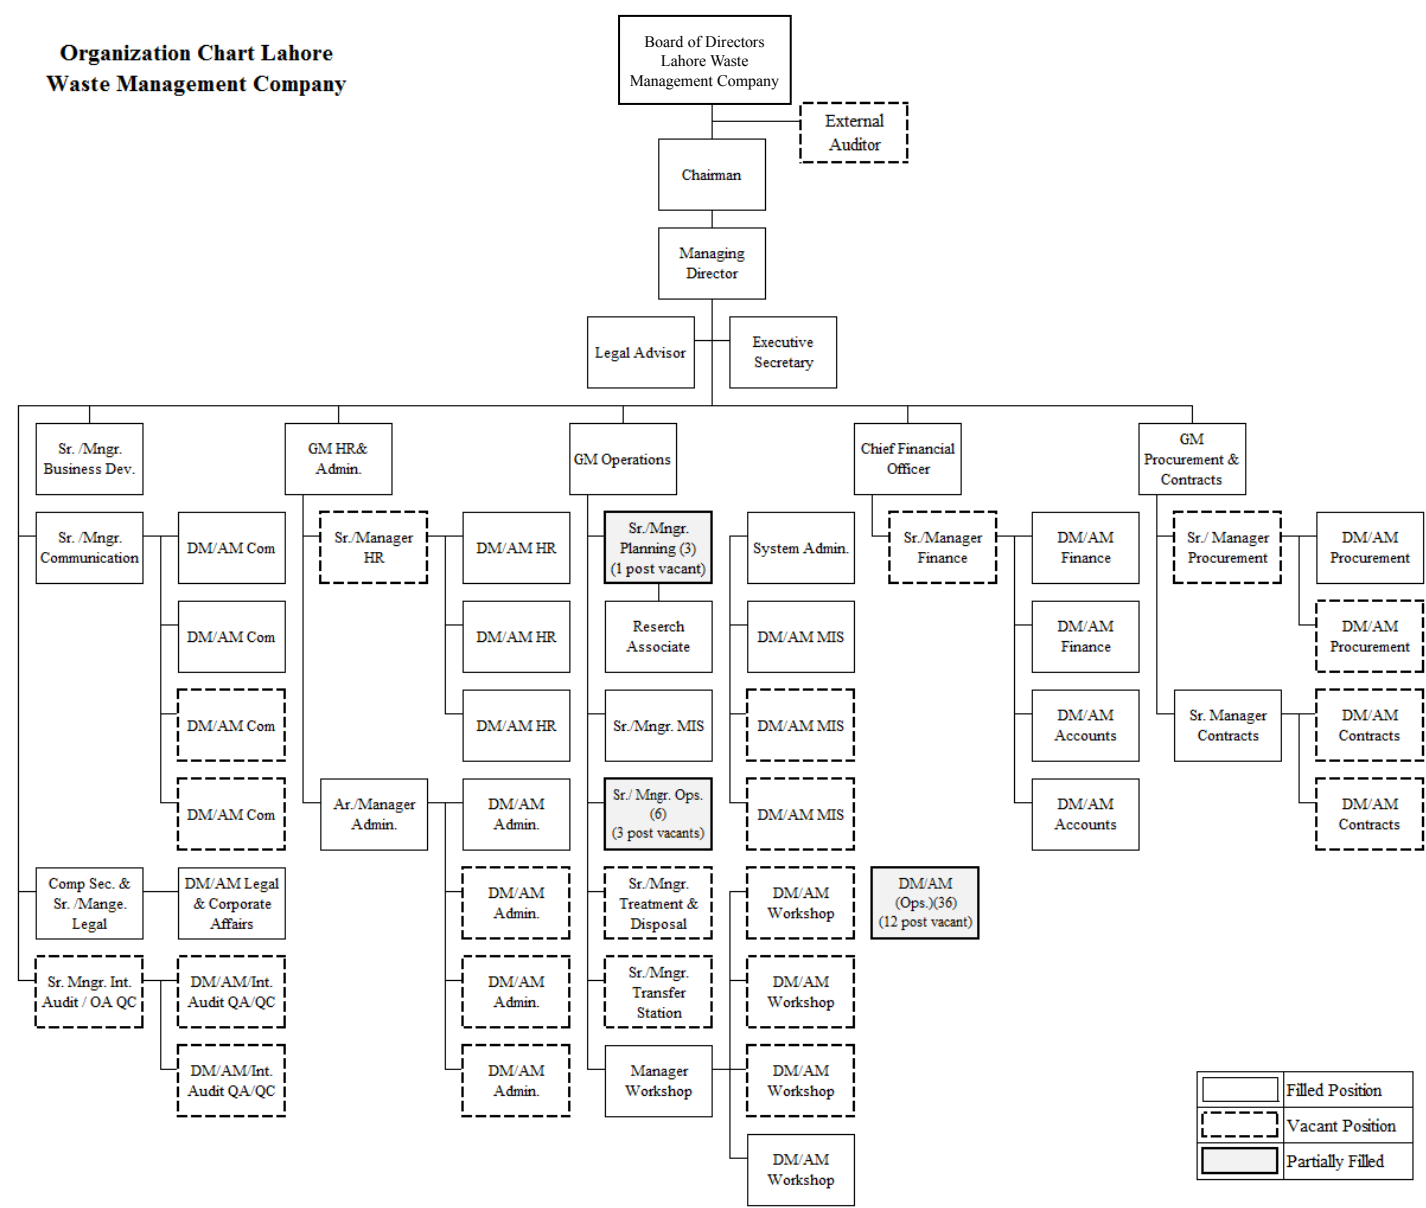 Organization Chart Lahore
Waste Management Company
Board of Directors
Lahore Waste
Management Company
External
Auditor
Chairman
Managing
Director
Legal Advisor
Executive
Secretary
Sr. /Mngr.
Business Dev.
GM HR&
Admin.
GM Operations
Chief Financial
Officer
GM
Procurement &
Contracts
Sr. /Mngr.
Communication
DM/AM Com
Sr./Manager
HR
DM/AM HR
Sr./Mngr.
Planning (3)
(1 post vacant)
System Admin.
Sr./Manager
Finance
DM/AM
Finance
Sr./ Manager
Procurement
DM/AM
Procurement
DM/AM Com
DM/AM HR
Reserch
Associate
DM/AM MIS
DM/AM
Finance
DM/AM
Procurement
DM/AM Com
DM/AM HR
Sr./Mngr. MIS
DM/AM MIS
DM/AM
Accounts
Sr. Manager
Contracts
DM/AM
Contracts
DM/AM Com
Ar./Manager
Admin.
DM/AM
Admin.
Sr./ Mngr. Ops.
(6)
(3 post vacants)
DM/AM MIS
DM/AM
Accounts
DM/AM
Contracts
Comp Sec. &
Sr. /Mange.
Legal
DM/AM Legal
& Corporate
Affairs
DM/AM
Admin.
Sr./Mngr.
Treatment &
Disposal
DM/AM
Workshop
DM/AM
(Ops.)(36)
(12 post vacant)
Sr. Mngr. Int.
Audit / OA QC
DM/AM/Int.
Audit QA/QC
DM/AM
Admin.
Sr./Mngr.
Transfer
Station
DM/AM
Workshop
DM/AM/Int.
Audit QA/QC
DM/AM
Admin.
Manager
Workshop
DM/AM
Workshop
DM/AM
Workshop
Filled Position
Vacant Position
Partially Filled